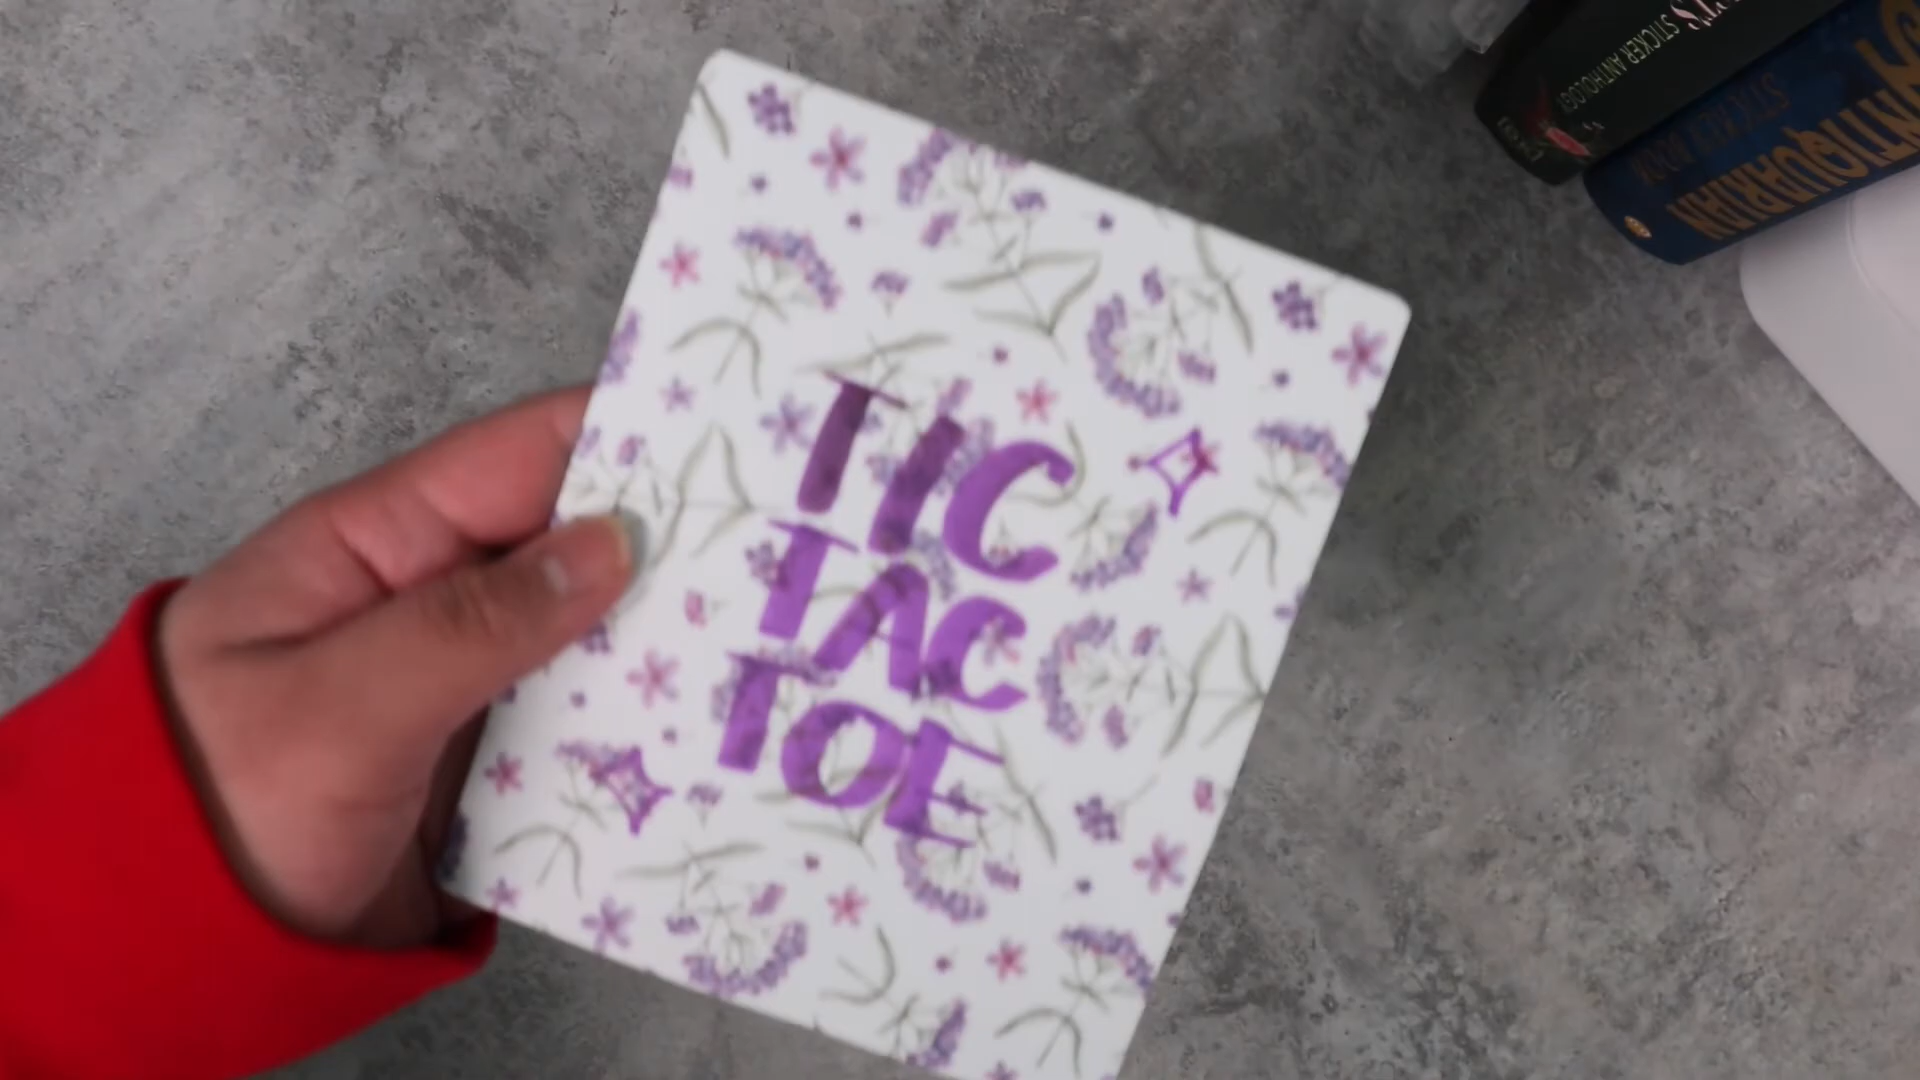 TIC
TAC
TOE
STICKER ANTHOLOGY
ANTIQUARIAN
STICKER BOOK